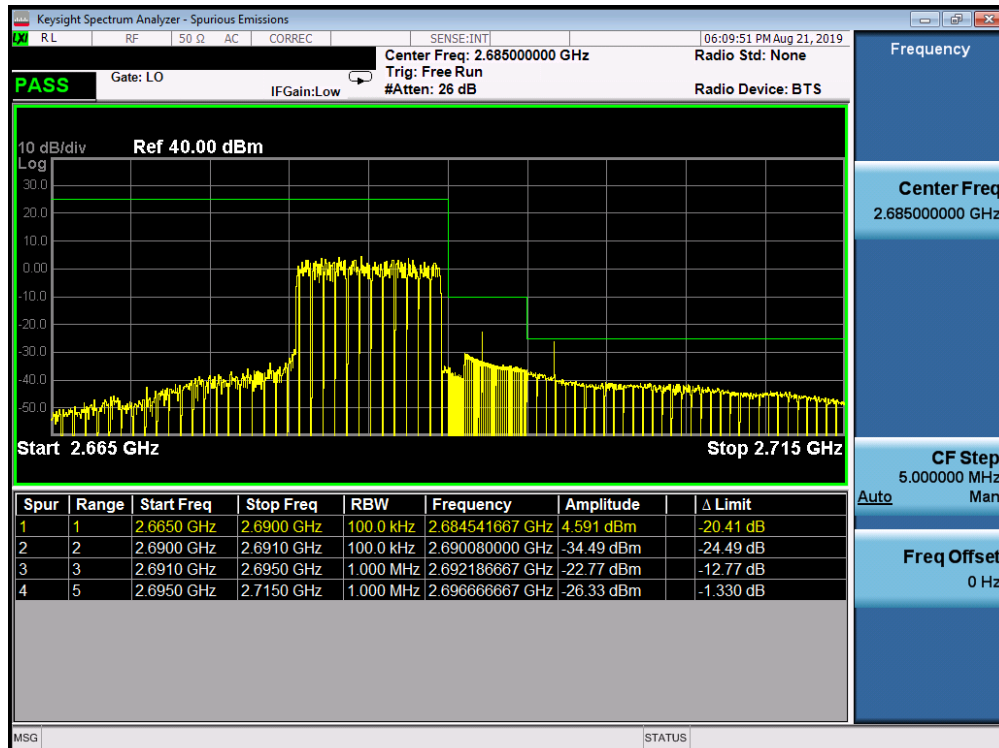 Keysight Spectrum Analyzer - Spurious Emissions
LXI RL RF 50 Ω AC CORREC SENSE:INT 06:09:51 PM Aug 21, 2019
Center Freq: 2.685000000 GHz Radio Std: None
Trig: Free Run
PASS Gate: LO IFGain:Low #Atten: 26 dB Radio Device: BTS
10 dB/div Ref 40.00 dBm
Log
30.0
20.0
10.0
0.00
-10.0
-20.0
-30.0
-40.0
-50.0
Start 2.665 GHz Stop 2.715 GHz
Spur Range Start Freq Stop Freq RBW Frequency Amplitude Δ Limit
1 1 2.6650 GHz 2.6900 GHz 100.0 kHz 2.684541667 GHz 4.591 dBm -20.41 dB
2 2 2.6900 GHz 2.6910 GHz 100.0 kHz 2.690080000 GHz -34.49 dBm -24.49 dB
3 3 2.6910 GHz 2.6950 GHz 1.000 MHz 2.692186667 GHz -22.77 dBm -12.77 dB
4 5 2.6950 GHz 2.7150 GHz 1.000 MHz 2.696666667 GHz -26.33 dBm -1.330 dB
MSG STATUS
Frequency
Center Freq
2.685000000 GHz
CF Step
5.000000 MHz
Auto Man
Freq Offset
0 Hz